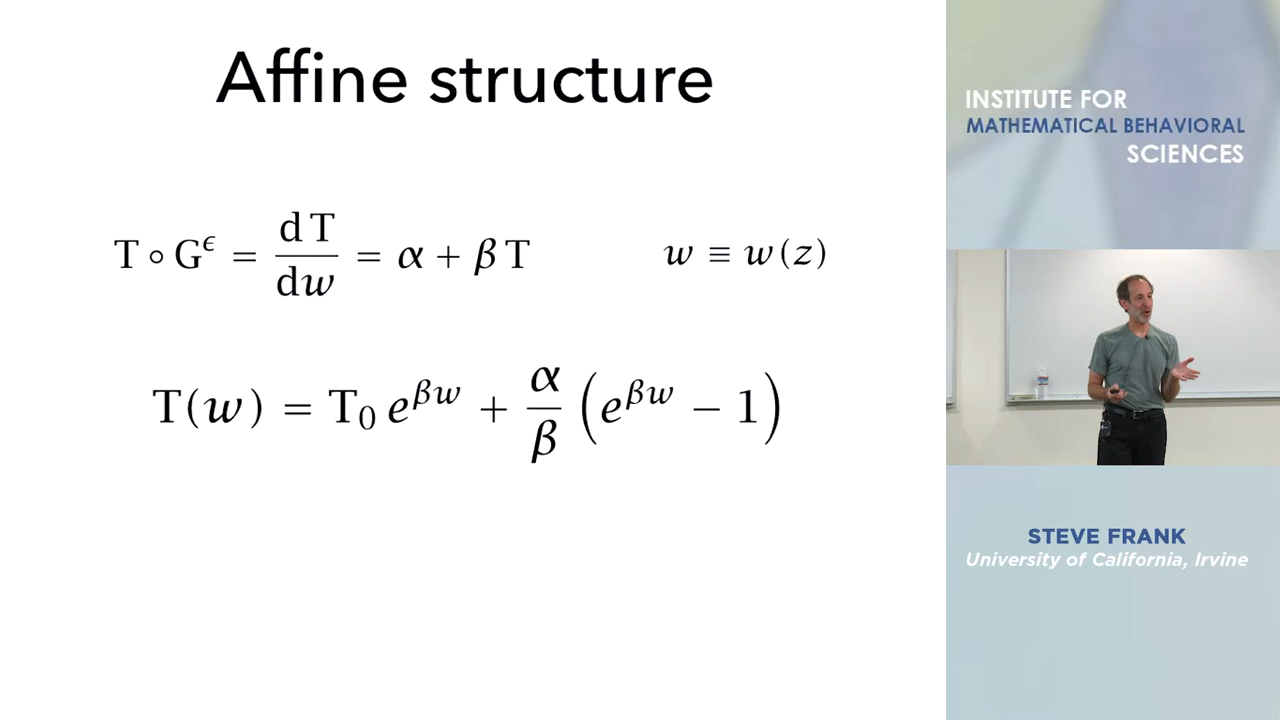 Affine structure
T ∘ G^ϵ = dT/dw = α + β T
w ≡ w(z)
T(w) = T₀ e^{βw} + α/β (e^{βw} − 1)
INSTITUTE FOR
MATHEMATICAL BEHAVIORAL
SCIENCES
STEVE FRANK
University of California, Irvine